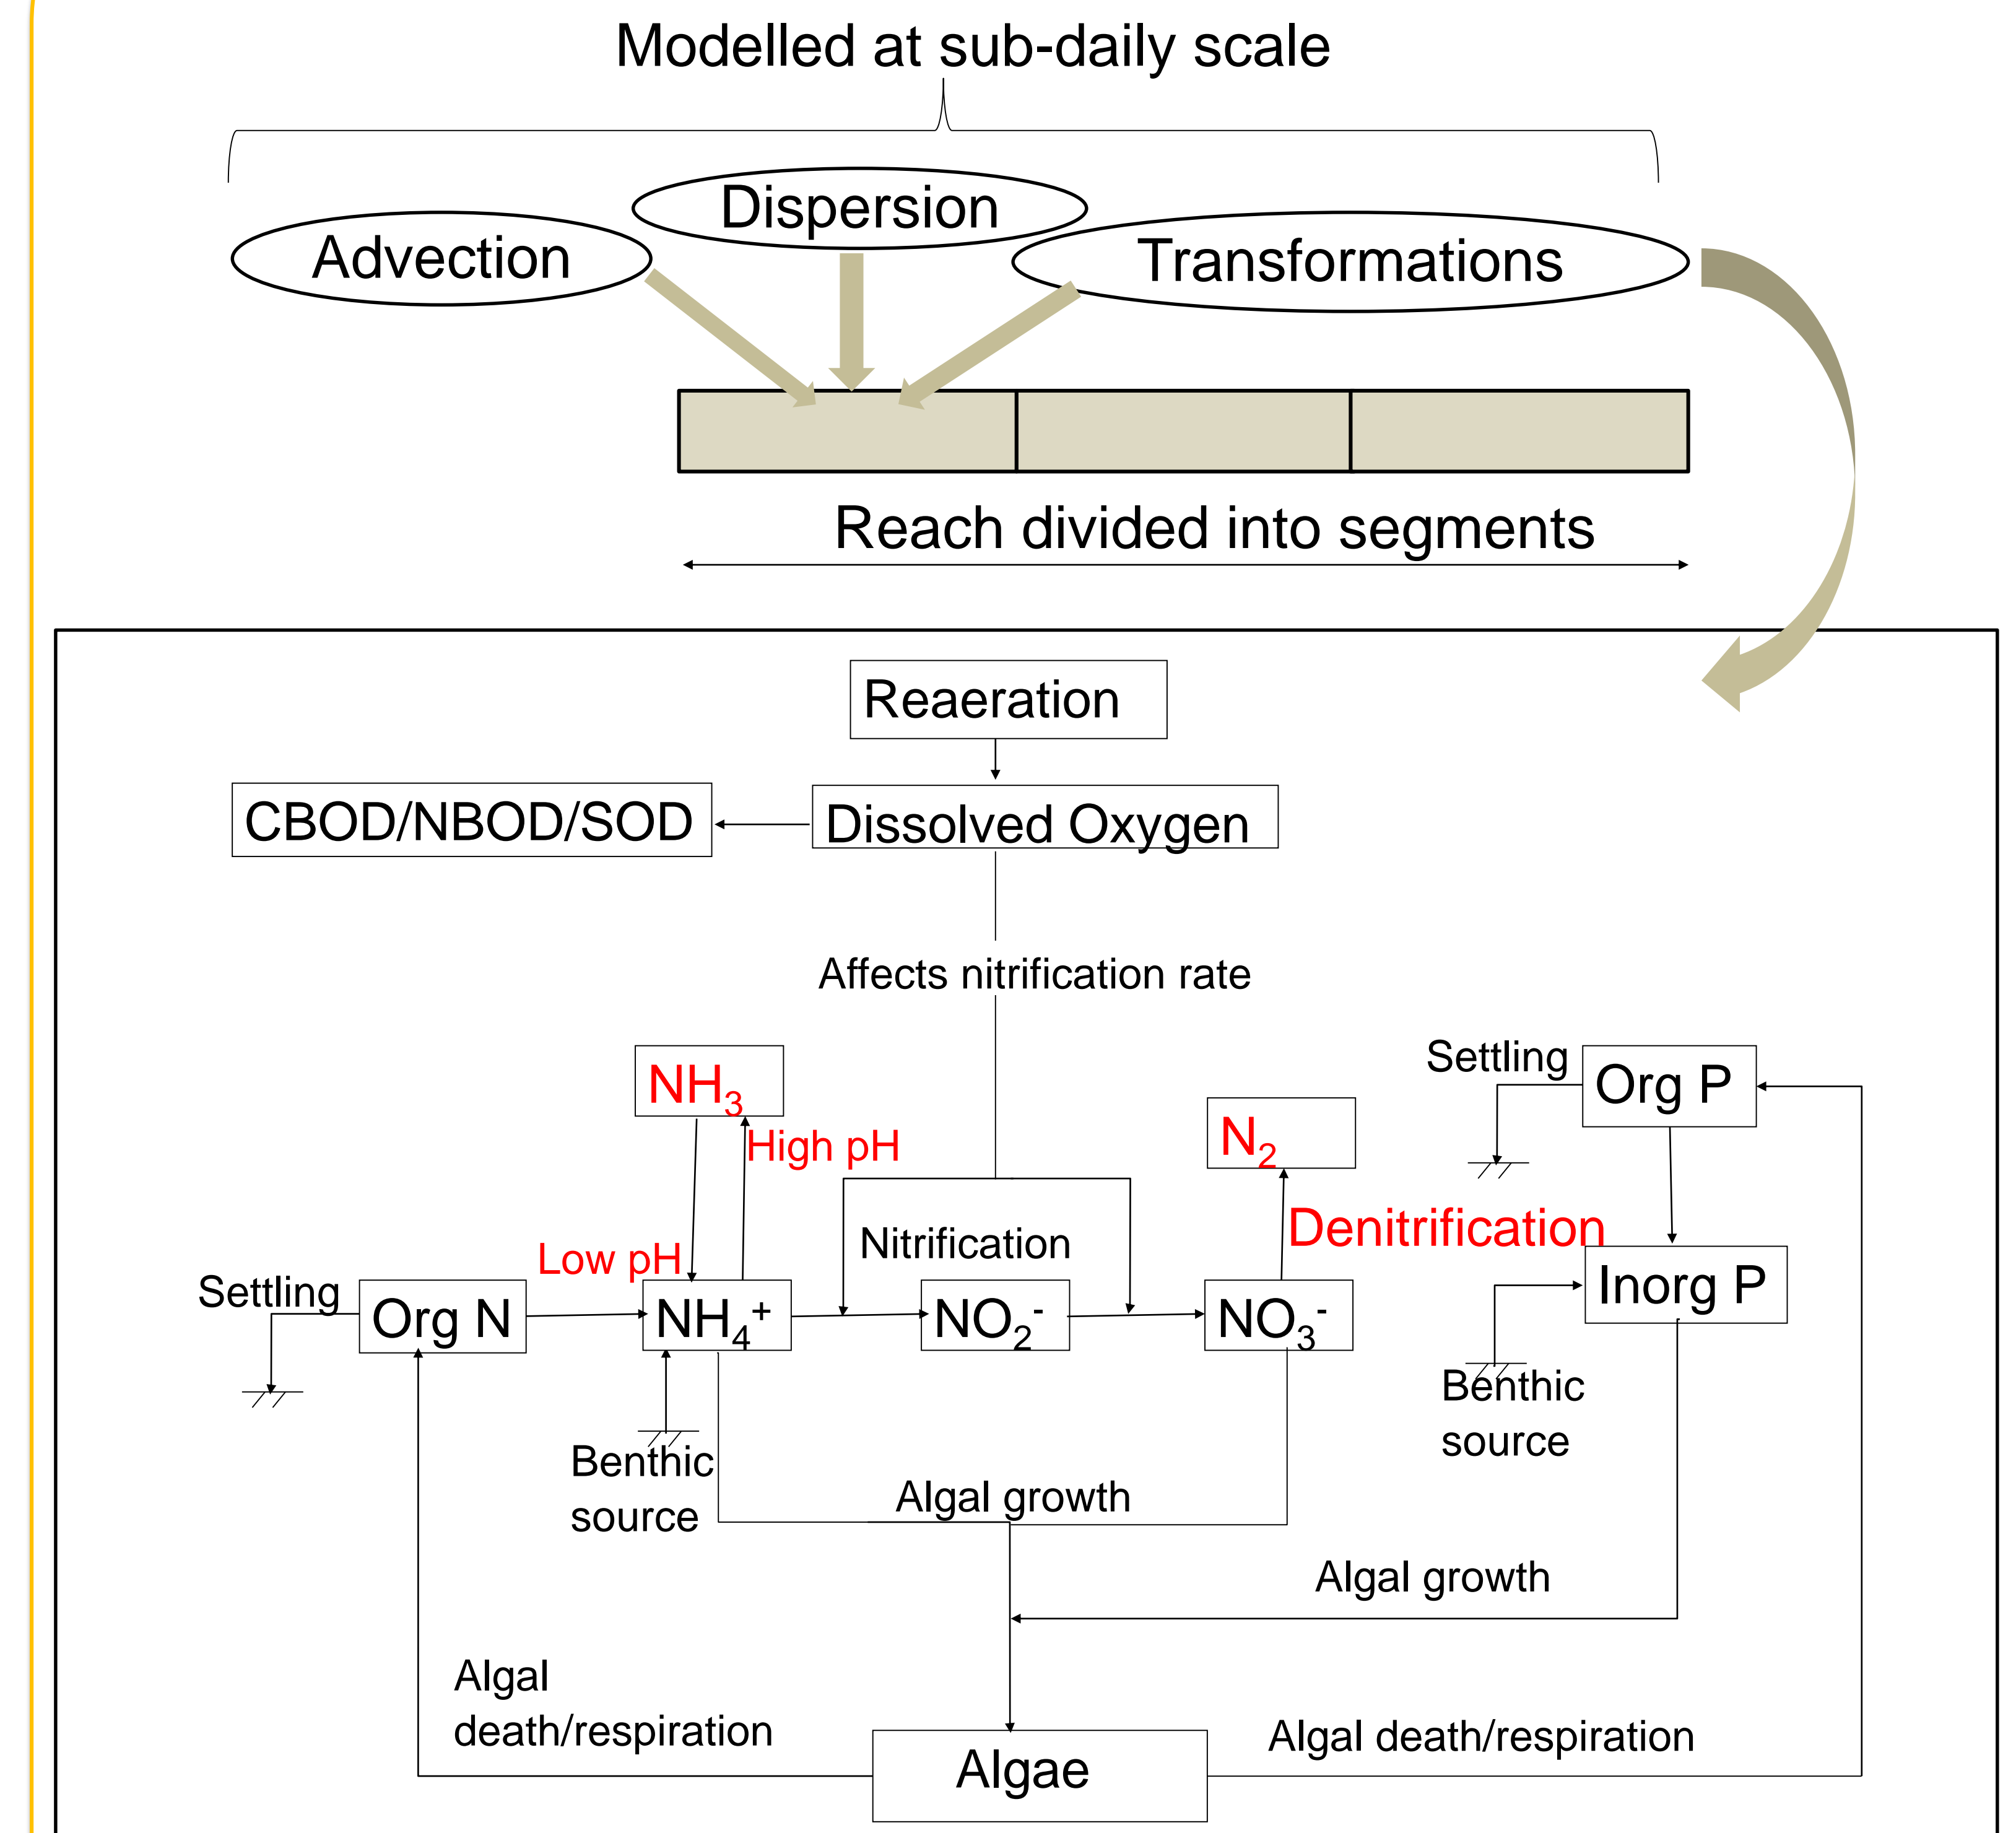 Modelled at sub-daily scale
Dispersion
Advection
Transformations
Reach divided into segments
Reaeration
CBOD/NBOD/SOD
Dissolved Oxygen
Affects nitrification rate
NH₃
High pH
N₂
Settling
Org P
Denitrification
Nitrification
Low pH
Settling
Org N
NH₄⁺
NO₂⁻
NO₃⁻
Inorg P
Benthic
source
Benthic
source
Algal growth
Algal growth
Algal
death/respiration
Algae
Algal death/respiration